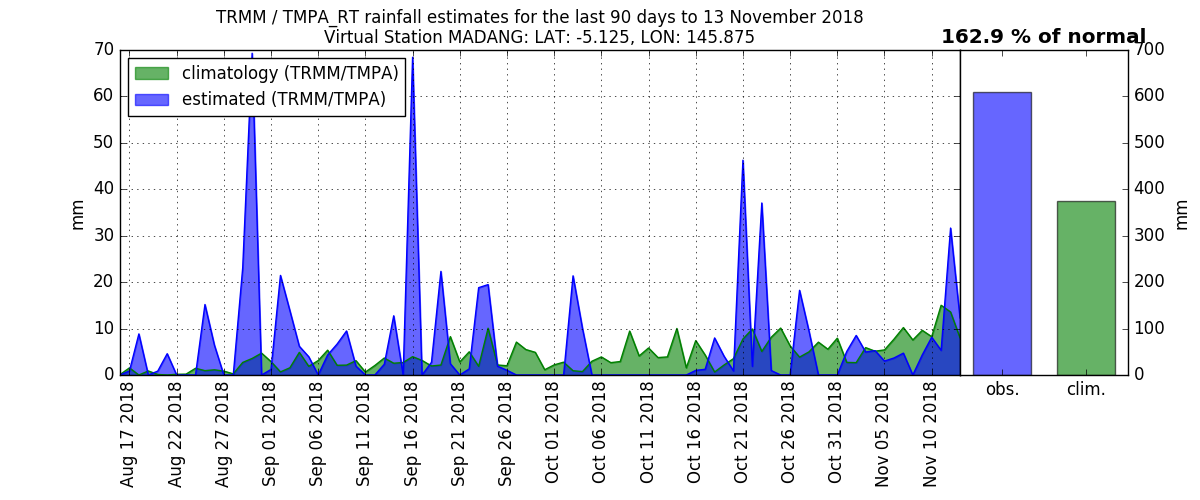 TRMM / TMPA_RT rainfall estimates for the last 90 days to 13 November 2018
Virtual Station MADANG: LAT: -5.125, LON: 145.875
162.9 % of normal
climatology (TRMM/TMPA)
estimated (TRMM/TMPA)
70
60
50
40
30
20
10
0
mm
Aug 17 2018
Aug 22 2018
Aug 27 2018
Sep 01 2018
Sep 06 2018
Sep 11 2018
Sep 16 2018
Sep 21 2018
Sep 26 2018
Oct 01 2018
Oct 06 2018
Oct 11 2018
Oct 16 2018
Oct 21 2018
Oct 26 2018
Oct 31 2018
Nov 05 2018
Nov 10 2018
obs.
clim.
700
600
500
400
300
200
100
0
mm